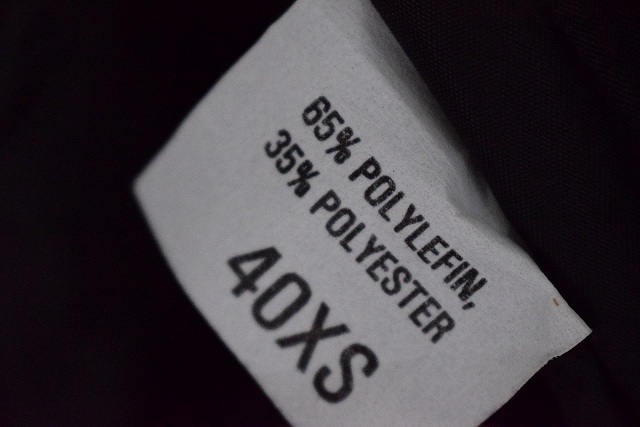 65% POLYLEFIN,
35% POLYESTER
40XS